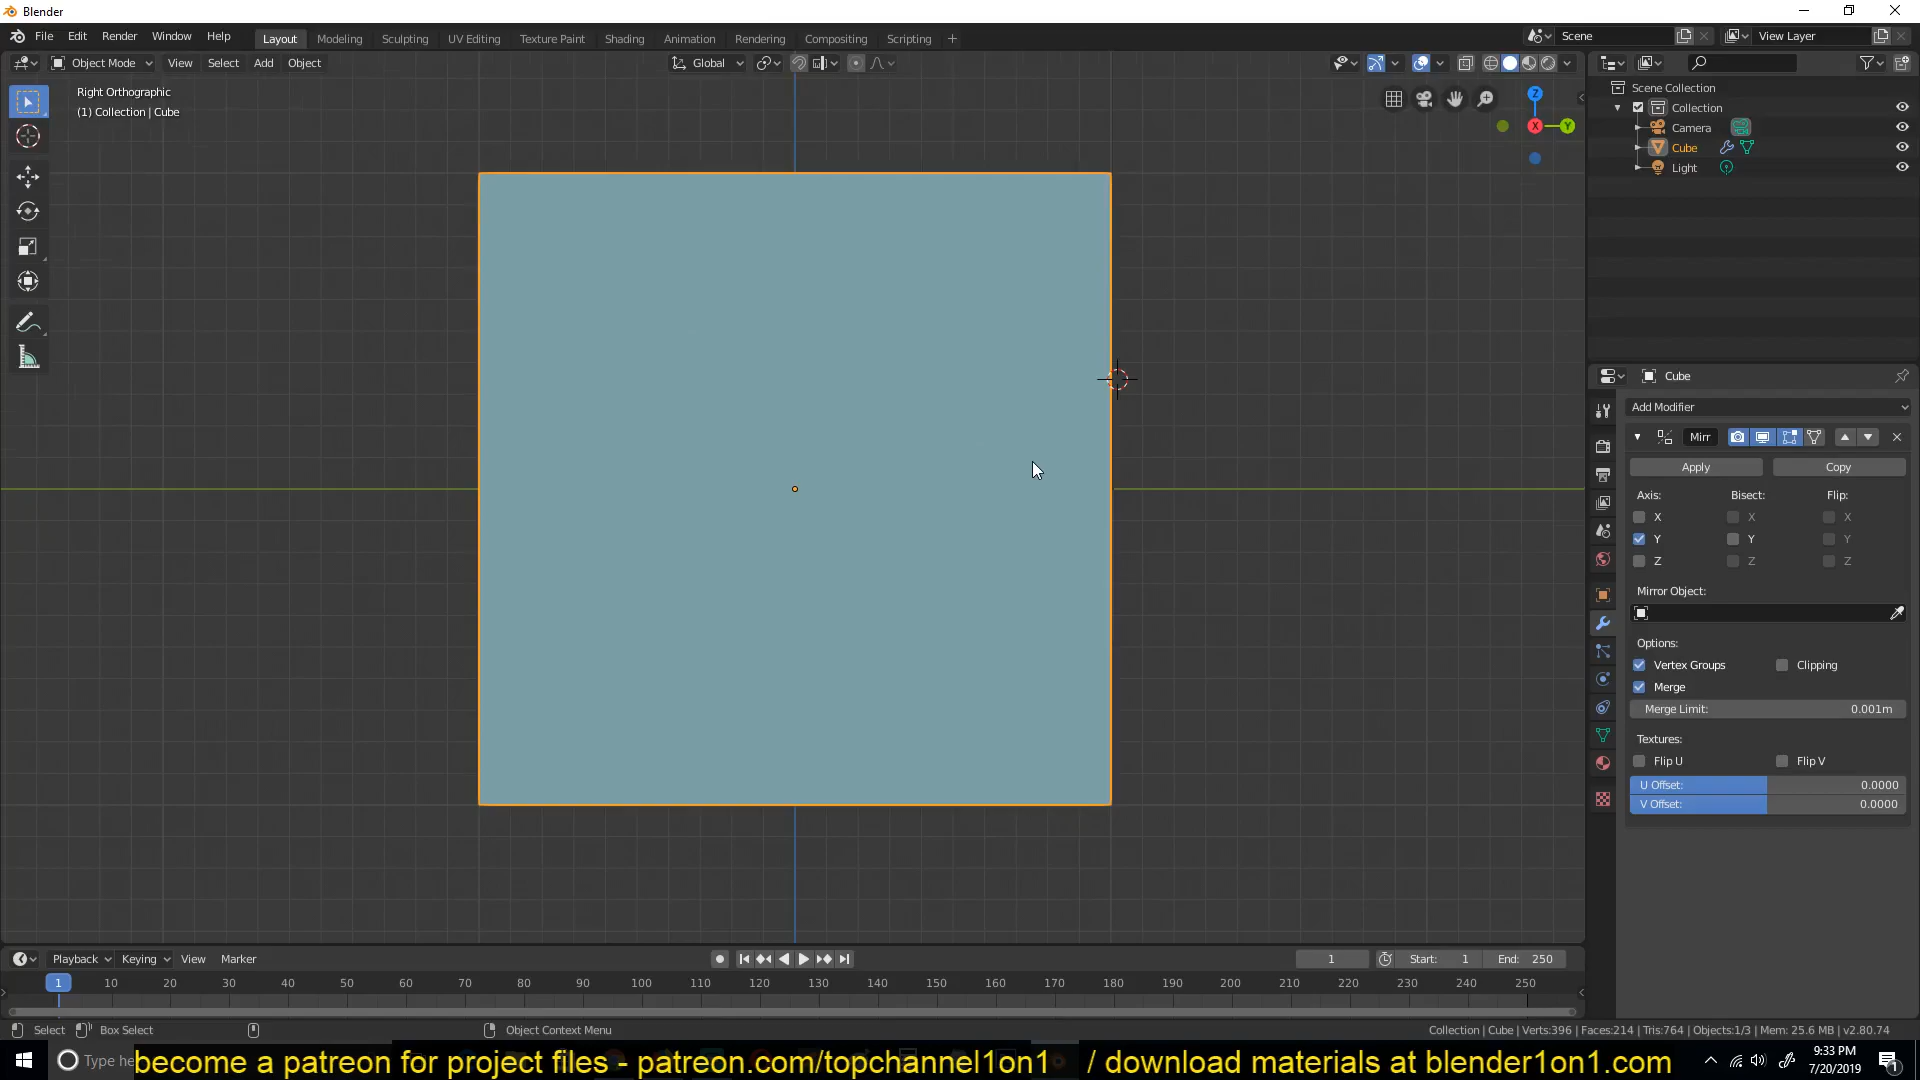 Blender
File Edit Render Window Help
Layout Modeling Sculpting UV Editing Texture Paint Shading Animation Rendering Compositing Scripting +
Scene
View Layer
Object Mode View Select Add Object
Global
Right Orthographic
(1) Collection | Cube
Z
X
Y
Scene Collection
Collection
Camera
Cube
Light
Cube
Add Modifier
Mirr
Apply Copy
Axis: Bisect: Flip:
X X X
Y Y Y
Z Z Z
Mirror Object:
Options:
Vertex Groups Clipping
Merge
Merge Limit: 0.001m
Textures:
Flip U Flip V
U Offset: 0.0000
V Offset: 0.0000
Playback Keying View Marker
1 Start: 1 End: 250
1 10 20 30 40 50 60 70 80 90 100 110 120 130 140 150 160 170 180 190 200 210 220 230 240 250
Select Box Select Object Context Menu
Collection | Cube | Verts:396 | Faces:214 | Tris:764 | Objects:1/3 | Mem: 25.6 MB | v2.80.74
Type he
become a patreon for project files - patreon.com/topchannel1on1 / download materials at blender1on1.com
9:33 PM
7/20/2019
1